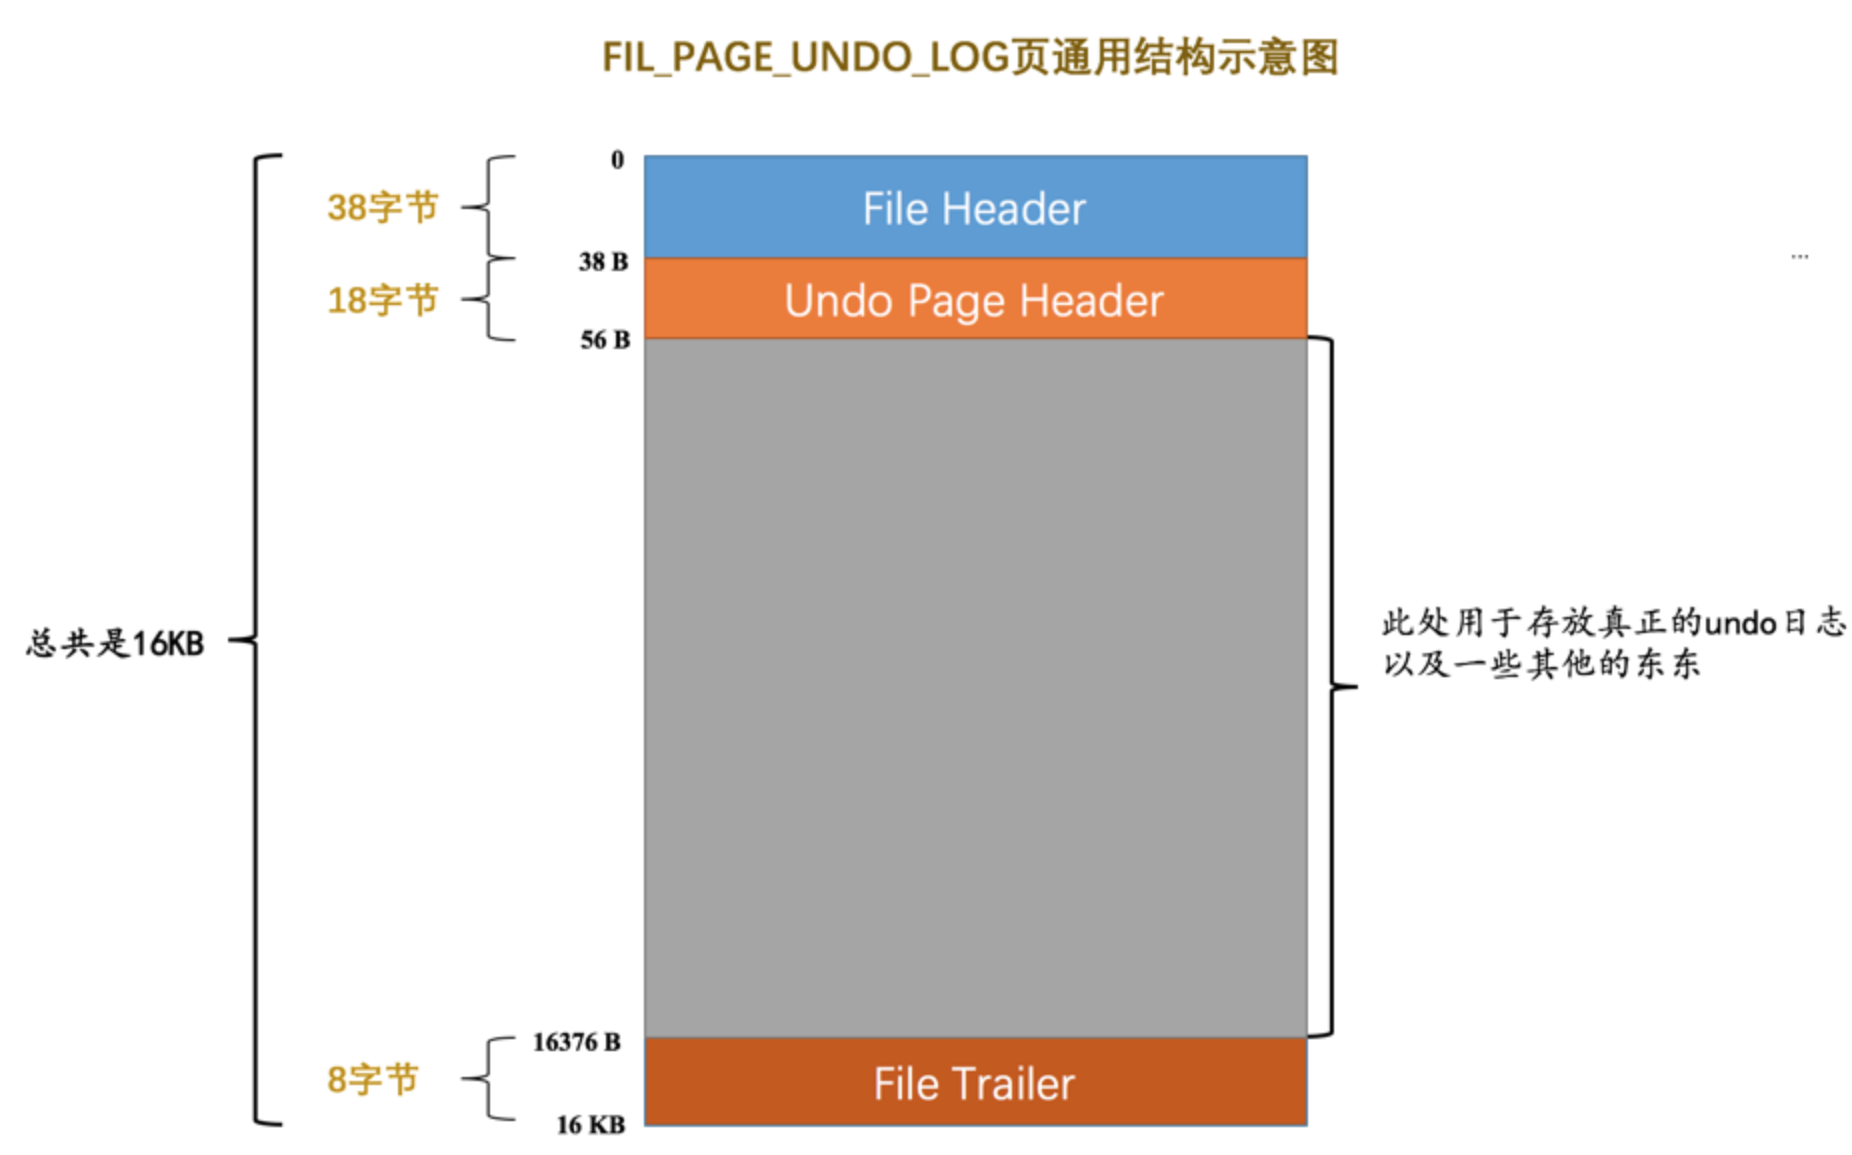 FIL_PAGE_UNDO_LOG页通用结构示意图
0
38字节
File Header
38 B
...
18字节
Undo Page Header
56 B
总共是16KB
此处用于存放真正的undo日志
以及一些其他的东东
16376 B
8字节
File Trailer
16 KB